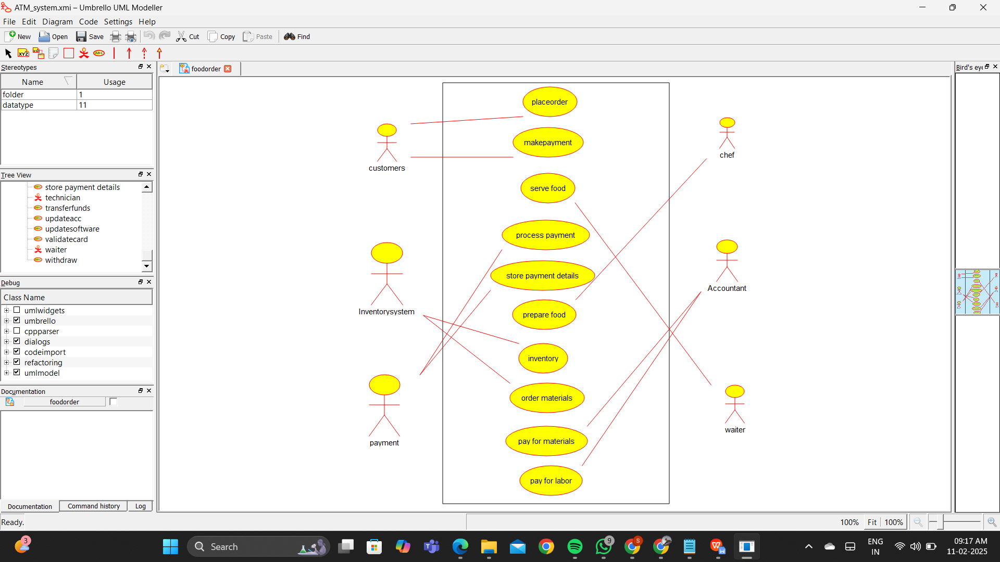 ATM_system.xmi – Umbrello UML Modeller
File Edit Diagram Code Settings Help
New Open Save Cut Copy Paste Find
XYZ XYZ ABC
Stereotypes
Name Usage
folder 1
datatype 11
Tree View
store payment details
technician
transferfunds
updateacc
updatesoftware
validatecard
waiter
withdraw
Debug
Class Name
umlwidgets
umbrello
cppparser
dialogs
codeimport
refactoring
umlmodel
Documentation
foodorder
Documentation Command history Log
Ready.
foodorder
placeorder
makepayment
serve food
process payment
store payment details
prepare food
inventory
order materials
pay for materials
pay for labor
customers
Inventorysystem
payment
chef
Accountant
waiter
Bird's eye
100% Fit 100%
3
Search
9
S
ENG
IN
09:17 AM
11-02-2025